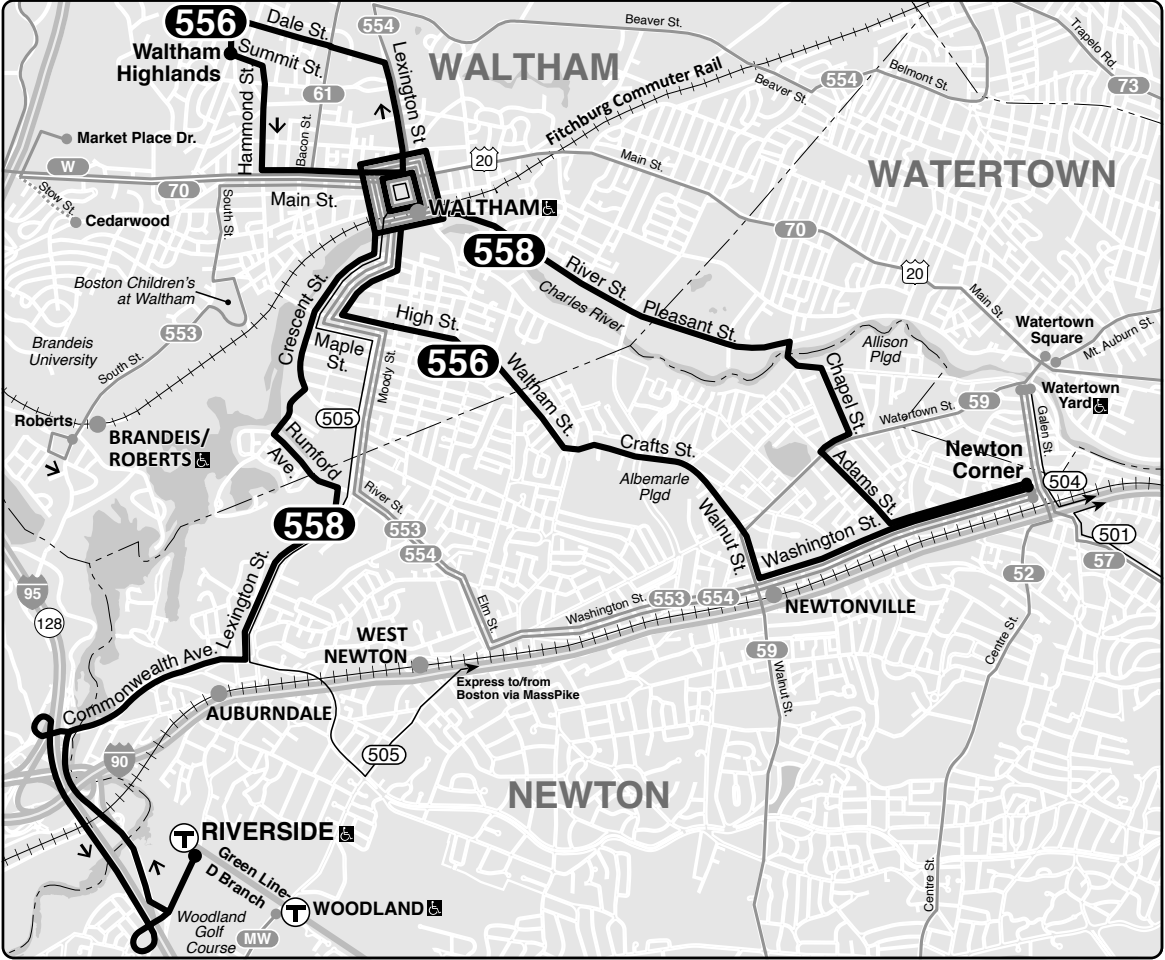 556
Dale St.
554
Beaver St.
Trapelo Rd.
Waltham
Highlands
Summit St.
Lexington St
WALTHAM
Fitchburg Commuter Rail
Beaver St.
554
Belmont St.
73
61
Hammond St.
Bacon St.
Market Place Dr.
W
70
Main St.
20
Main St.
WATERTOWN
Stow St.
Cedarwood
South St.
WALTHAM
558
70
20
Main St.
Boston Children's
at Waltham
553
Crescent St.
River St.
Charles River
Pleasant St.
Watertown
Square
Mt. Auburn St.
Brandeis
University
South St.
High St.
Maple
St.
Moody St.
556
Allison
Plgd
Chapel St.
Watertown St.
59
Watertown
Yard
Galen St.
Waltham St.
Roberts
BRANDEIS/
ROBERTS
505
Rumford
Ave.
Crafts St.
Albemarle
Plgd
Adams St.
Newton
Corner
504
501
57
52
558
River St.
553
554
Walnut St.
Washington St.
95
128
Lexington St.
Elm St.
Washington St.
553
554
NEWTONVILLE
WEST
NEWTON
59
Walnut St.
Centre St.
Commonwealth Ave.
Express to/from
Boston via MassPike
AUBURNDALE
505
90
NEWTON
T
RIVERSIDE
Green Line-
D Branch
T
WOODLAND
Woodland
Golf
Course
MW
Centre St.